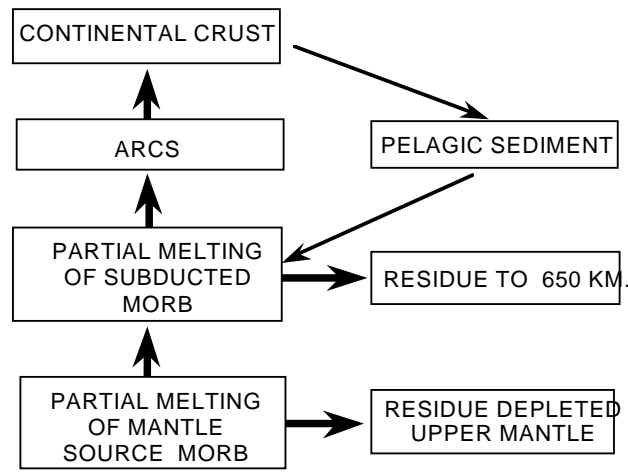 CONTINENTAL CRUST
ARCS
PELAGIC SEDIMENT
PARTIAL MELTING
OF SUBDUCTED
MORB
RESIDUE TO 650 KM.
PARTIAL MELTING
OF MANTLE
SOURCE MORB
RESIDUE DEPLETED
UPPER MANTLE